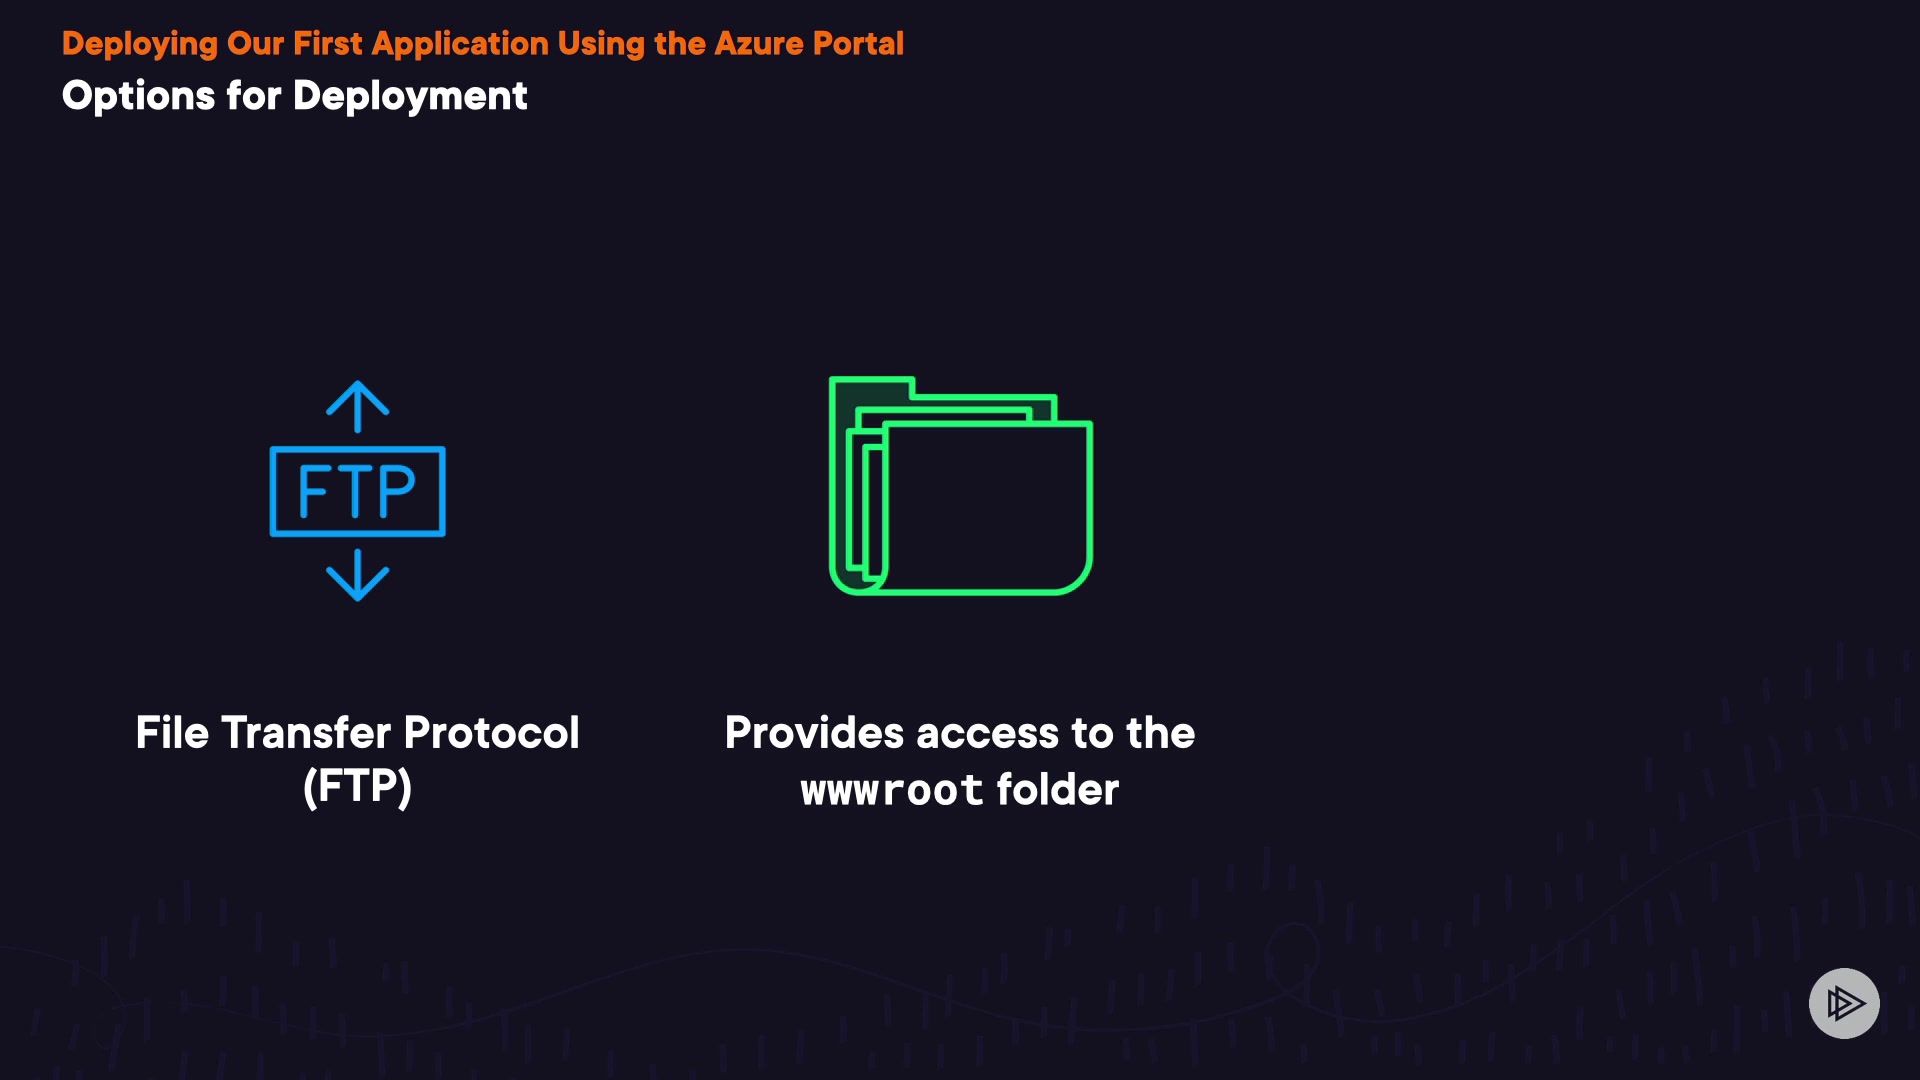 Deploying Our First Application Using the Azure Portal
Options for Deployment
FTP
File Transfer Protocol
(FTP)
Provides access to the
wwwroot folder